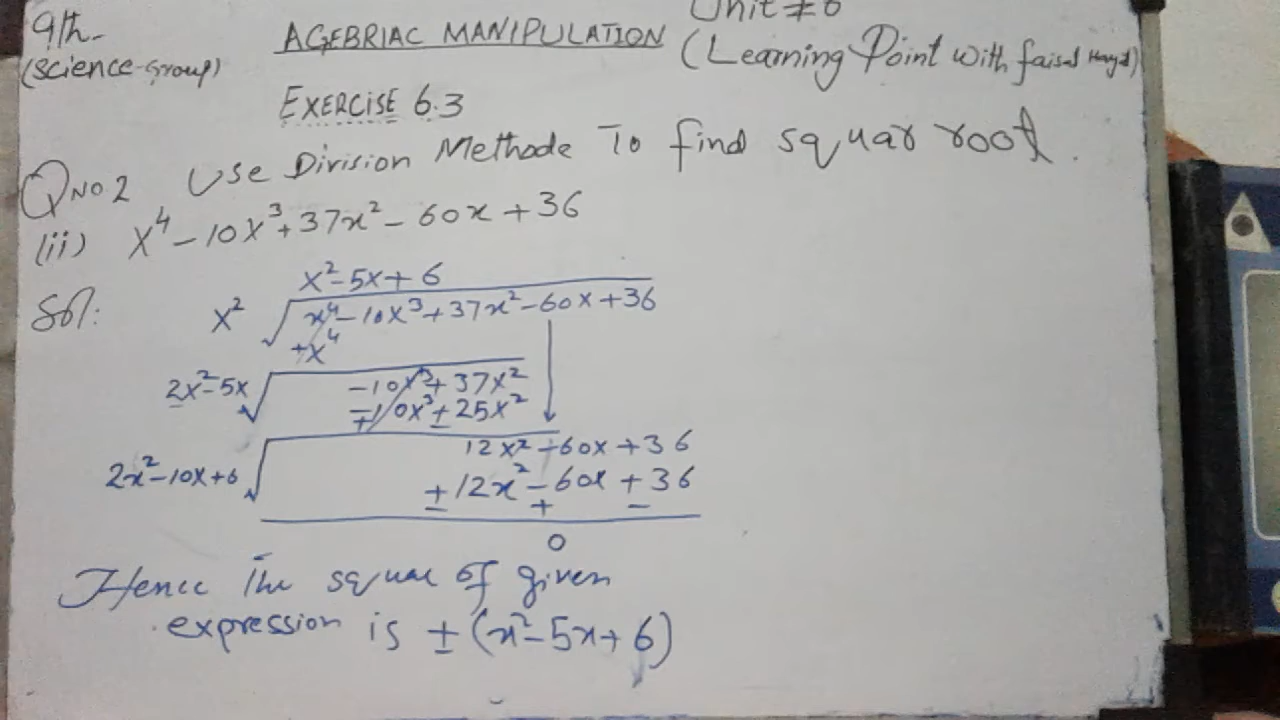 9th-
(Science-Group)
AGEBRIAC MANIPULATION
Unit # 6
(Learning Point with faisal Hayat)
EXERCISE 6.3
QNO2 Use Division Methode To find squar root.
(ii) x⁴ - 10x³ + 37x² - 60x + 36
Sol:
x² - 5x + 6
x² √ x⁴ - 10x³ + 37x² - 60x + 36
+x⁴
2x² - 5x √ -10x³ + 37x²
∓10x³ ± 25x²
2x² - 10x + 6 √ 12x² - 60x + 36
± 12x² - 60x + 36
+ -
0
Hence The squar of given
expression is ± (x² - 5x + 6)